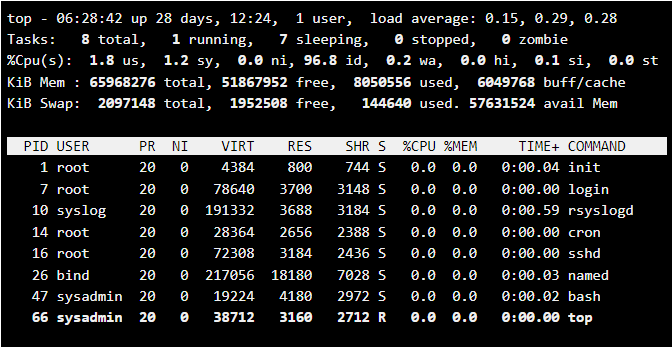 top - 06:28:42 up 28 days, 12:24,  1 user,  load average: 0.15, 0.29, 0.28
Tasks:   8 total,   1 running,   7 sleeping,   0 stopped,   0 zombie
%Cpu(s):  1.8 us,  1.2 sy,  0.0 ni, 96.8 id,  0.2 wa,  0.0 hi,  0.1 si,  0.0 st
KiB Mem : 65968276 total, 51867952 free,  8050556 used,  6049768 buff/cache
KiB Swap:  2097148 total,  1952508 free,   144640 used. 57631524 avail Mem
PID USER      PR  NI    VIRT    RES    SHR S  %CPU %MEM     TIME+ COMMAND
1 root      20   0    4384    800    744 S   0.0  0.0   0:00.04 init
7 root      20   0   78640   3700   3148 S   0.0  0.0   0:00.00 login
10 syslog    20   0  191332   3688   3184 S   0.0  0.0   0:00.59 rsyslogd
14 root      20   0   28364   2656   2388 S   0.0  0.0   0:00.00 cron
16 root      20   0   72308   3184   2436 S   0.0  0.0   0:00.00 sshd
26 bind      20   0  217056  18180   7028 S   0.0  0.0   0:00.03 named
47 sysadmin  20   0   19224   4180   2972 S   0.0  0.0   0:00.02 bash
66 sysadmin  20   0   38712   3160   2712 R   0.0  0.0   0:00.00 top